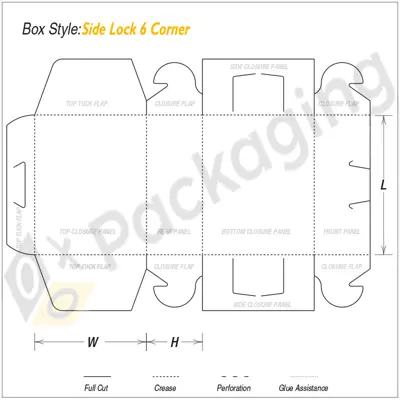 Box Style:Side Lock 6 Corner
SIDE CLOSURE PANEL
TOP TUCK FLAP
CLOSURE FLAP
CLOSURE FLAP
TOP TUCK FLAP
L
TOP CLOSURE PANEL
REAR PANEL
BOTTOM CLOSURE PANEL
FRONT PANEL
TOP TUCK FLAP
CLOSURE FLAP
CLOSURE FLAP
SIDE CLOSURE PANEL
Packaging
W
H
Full Cut
Crease
Perforation
Glue Assistance